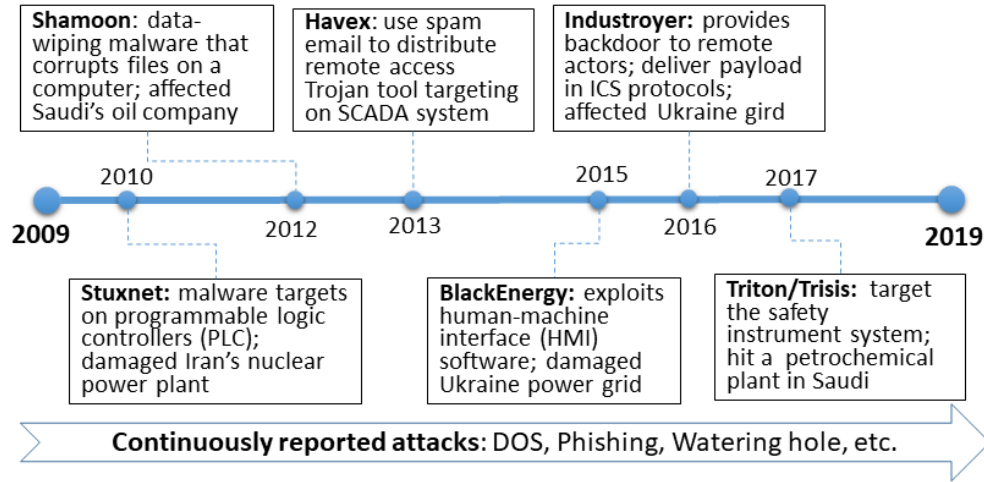 Shamoon: data-
wiping malware that
corrupts files on a
computer; affected
Saudi's oil company
Havex: use spam
email to distribute
remote access
Trojan tool targeting
on SCADA system
Industroyer: provides
backdoor to remote
actors; deliver payload
in ICS protocols;
affected Ukraine gird
2010
2015
2017
2009
2012
2013
2016
2019
Stuxnet: malware targets
on programmable logic
controllers (PLC);
damaged Iran's nuclear
power plant
BlackEnergy: exploits
human-machine
interface (HMI)
software; damaged
Ukraine power grid
Triton/Trisis: target
the safety
instrument system;
hit a petrochemical
plant in Saudi
Continuously reported attacks: DOS, Phishing, Watering hole, etc.